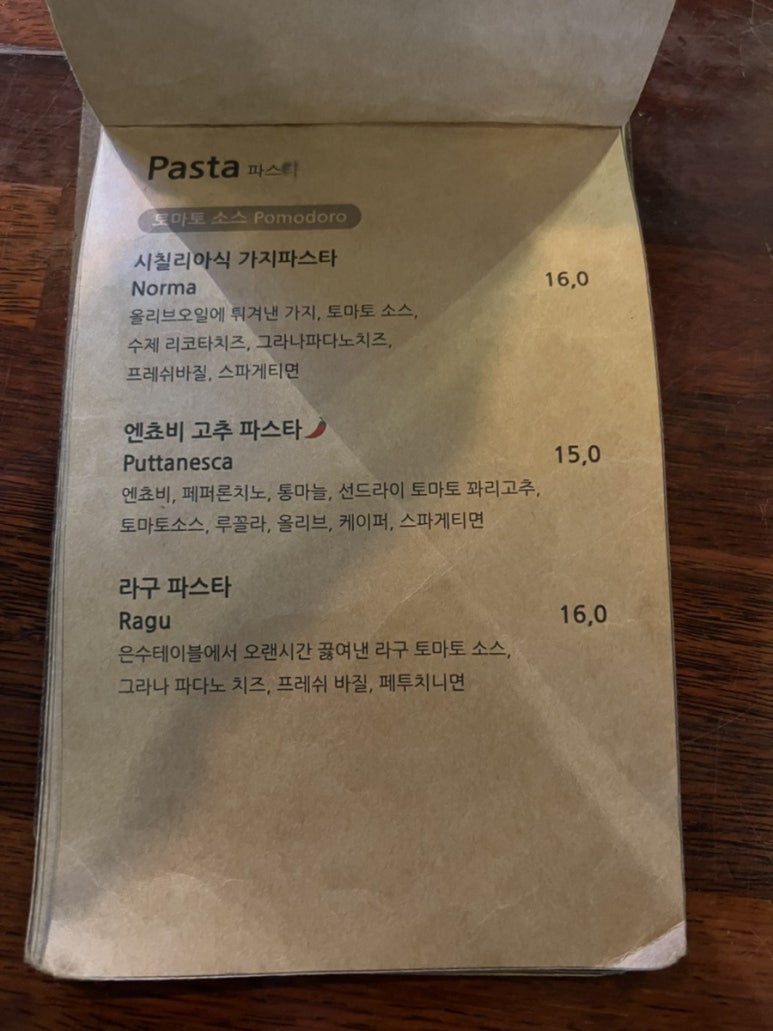 Pasta 파스타
토마토 소스 Pomodoro
시칠리아식 가지파스타
Norma 16,0
올리브오일에 튀겨낸 가지, 토마토 소스,
수제 리코타치즈, 그라나파다노치즈,
프레쉬바질, 스파게티면
엔쵸비 고추 파스타
Puttanesca 15,0
엔쵸비, 페퍼론치노, 통마늘, 선드라이 토마토 꽈리고추,
토마토소스, 루꼴라, 올리브, 케이퍼, 스파게티면
라구 파스타
Ragu 16,0
은수테이블에서 오랜시간 끓여낸 라구 토마토 소스,
그라나 파다노 치즈, 프레쉬 바질, 페투치니면